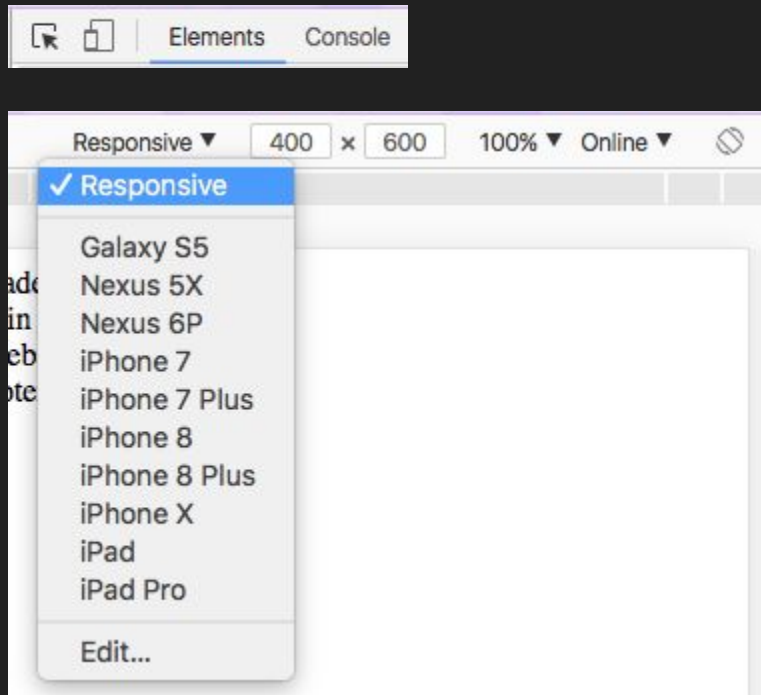 Elements Console
Responsive ▼ 400 × 600 100% ▼ Online ▼
✓ Responsive
Galaxy S5
Nexus 5X
Nexus 6P
iPhone 7
iPhone 7 Plus
iPhone 8
iPhone 8 Plus
iPhone X
iPad
iPad Pro
Edit...